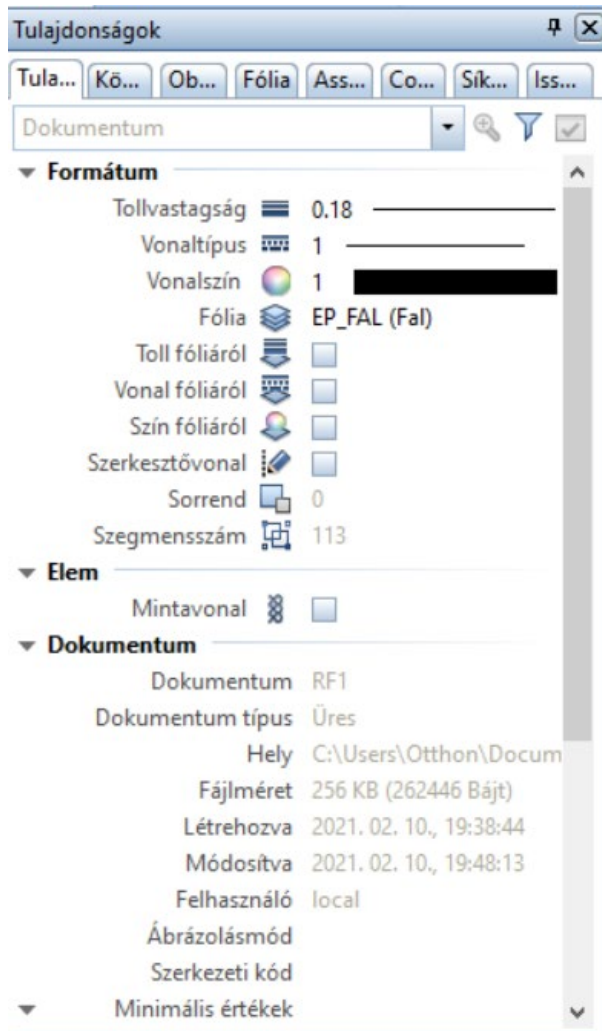 Tulajdonságok
Tula... Kö... Ob... Fólia Ass... Co... Sík... Iss...
Dokumentum
Formátum
Tollvastagság 0.18
Vonaltípus 1
Vonalszín 1
Fólia EP_FAL (Fal)
Toll fóliáról
Vonal fóliáról
Szín fóliáról
Szerkesztővonal
Sorrend 0
Szegmensszám 113
Elem
Mintavonal
Dokumentum
Dokumentum RF1
Dokumentum típus Üres
Hely C:\Users\Otthon\Docum
Fájlméret 256 KB (262446 Bájt)
Létrehozva 2021. 02. 10., 19:38:44
Módosítva 2021. 02. 10., 19:48:13
Felhasználó local
Ábrázolásmód
Szerkezeti kód
Minimális értékek